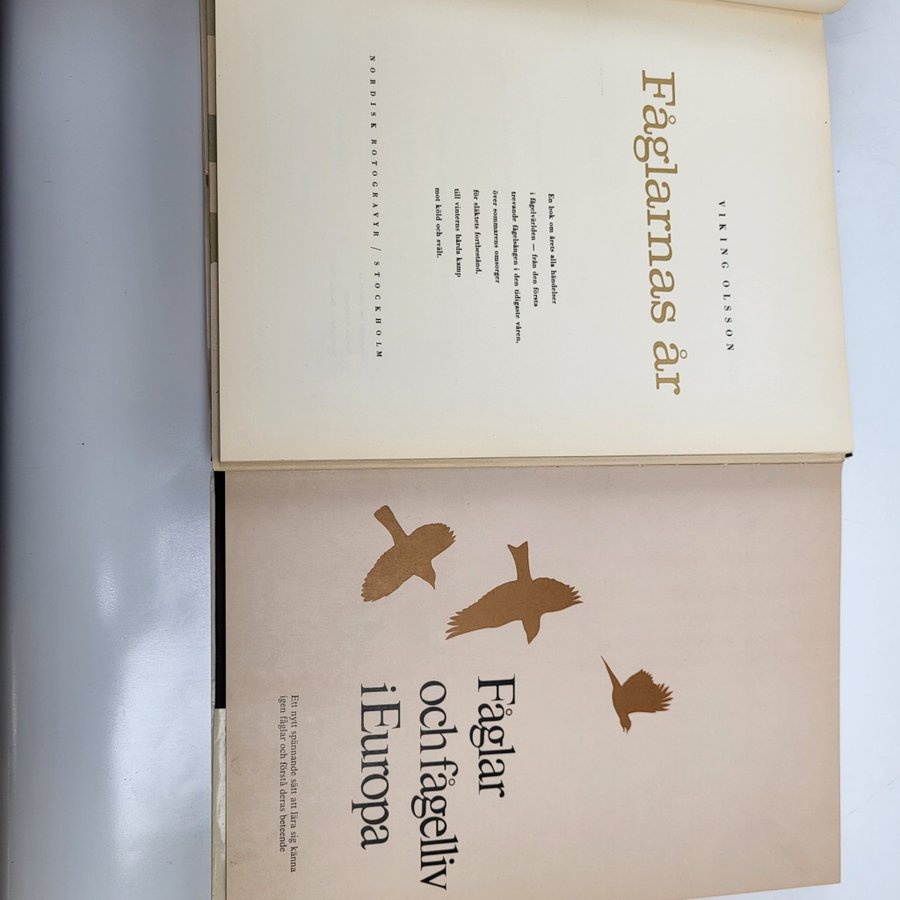 VIKING OLSSON
Fåglarnas år
En bok om årets alla händelser
i fågelvärlden — från den första
trevande fågelsången i den tidigaste våren,
över sommarens omsorger
för släktets fortbestånd,
till vinterns hårda kamp
mot köld och svält.
NORDISK ROTOGRAVYR / STOCKHOLM
Fåglar
och fågelliv
i Europa
Ett nytt spännande sätt att lära sig känna
igen fåglar och förstå deras beteende